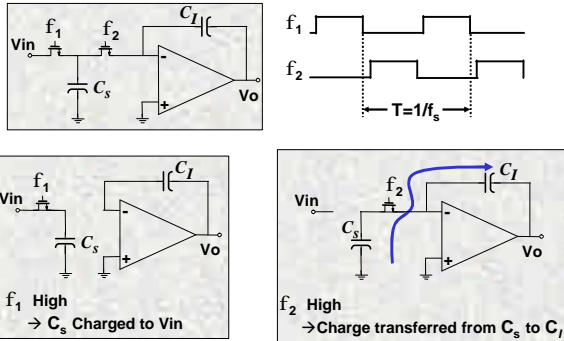 f1 f2 CI
Vin
CS
-
+
Vo
f1
f2
T=1/fs
f1 CI
Vin
CS
-
+
Vo
f1 High
→ Cs Charged to Vin
f2 CI
Vin
CS
-
+
Vo
f2 High
→Charge transferred from Cs to CI